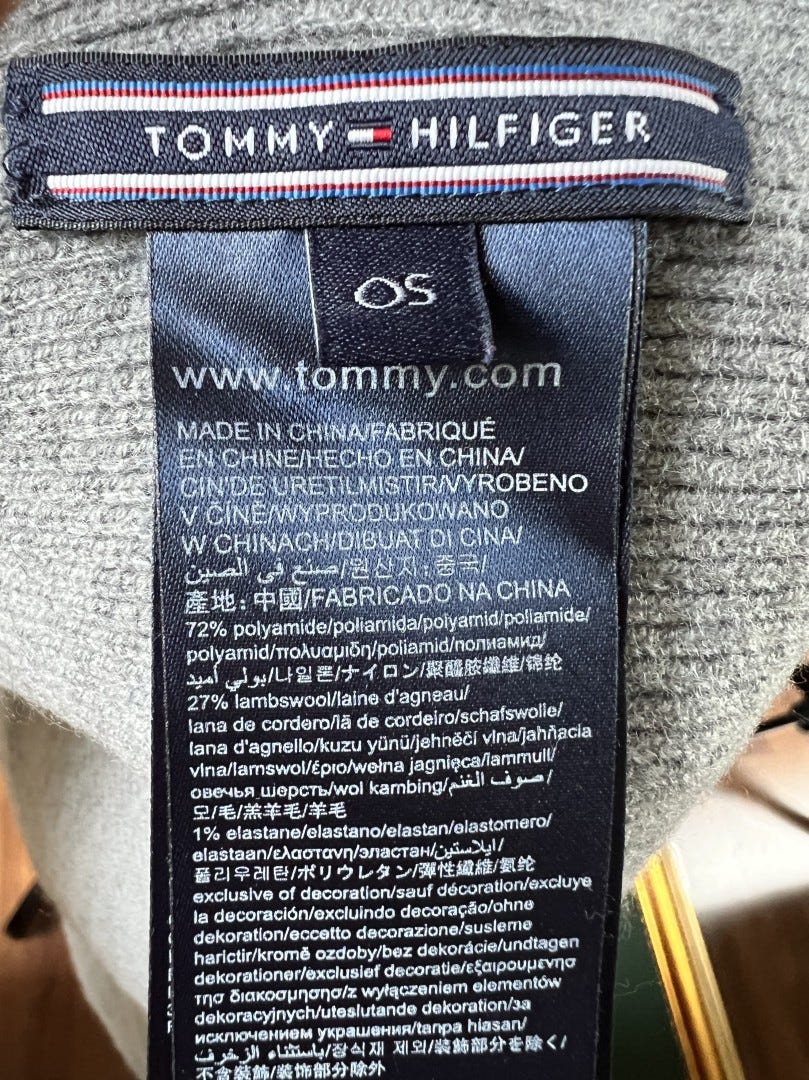 TOMMY HILFIGER
OS
www.tommy.com
MADE IN CHINA/FABRIQUÉ
EN CHINE/HECHO EN CHINA/
CIN'DE URETILMISTIR/VYROBENO
V ČÍNĚ/WYPRODUKOWANO
W CHINACH/DIBUAT DI CINA/
صنع في الصين/원산지: 중국/
產地: 中國/FABRICADO NA CHINA
72% polyamide/poliamida/polyamid/poliamide/
polyamid/πολυαμιδη/poliamid/полиамид/
بولي أميد/나일론/ナイロン/聚醯胺纖維/锦纶
27% lambswool/laine d'agneau/
lana de cordero/lã de cordeiro/schafswolle/
lana d'agnello/kuzu yünü/jehněčí vlna/jahňacia
vlna/lamswol/έριο/wełna jagnięca/lammull/
овечья шерсть/wol kambing/صوف الغنم/
모/毛/羔羊毛/羊毛
1% elastane/elastano/elastan/elastomero/
elastaan/ελαστανη/эластан/ايلاستين/
폴리우레탄/ポリウレタン/彈性纖維/氨纶
exclusive of decoration/sauf décoration/excluye
la decoración/excluindo decoração/ohne
dekoration/eccetto decorazione/susleme
harictir/kromě ozdoby/bez dekorácie/undtagen
dekorationer/exclusief decoratie/εξαιρουμενησ
τησ διακοσμησησ/z wyłączeniem elementów
dekoracyjnych/uteslutande dekoration/за
исключением украшения/tanpa hiasan/
باستثناء الزخرف/장식재 제외/装飾部分を除く/
不含裝飾/装饰部分除外